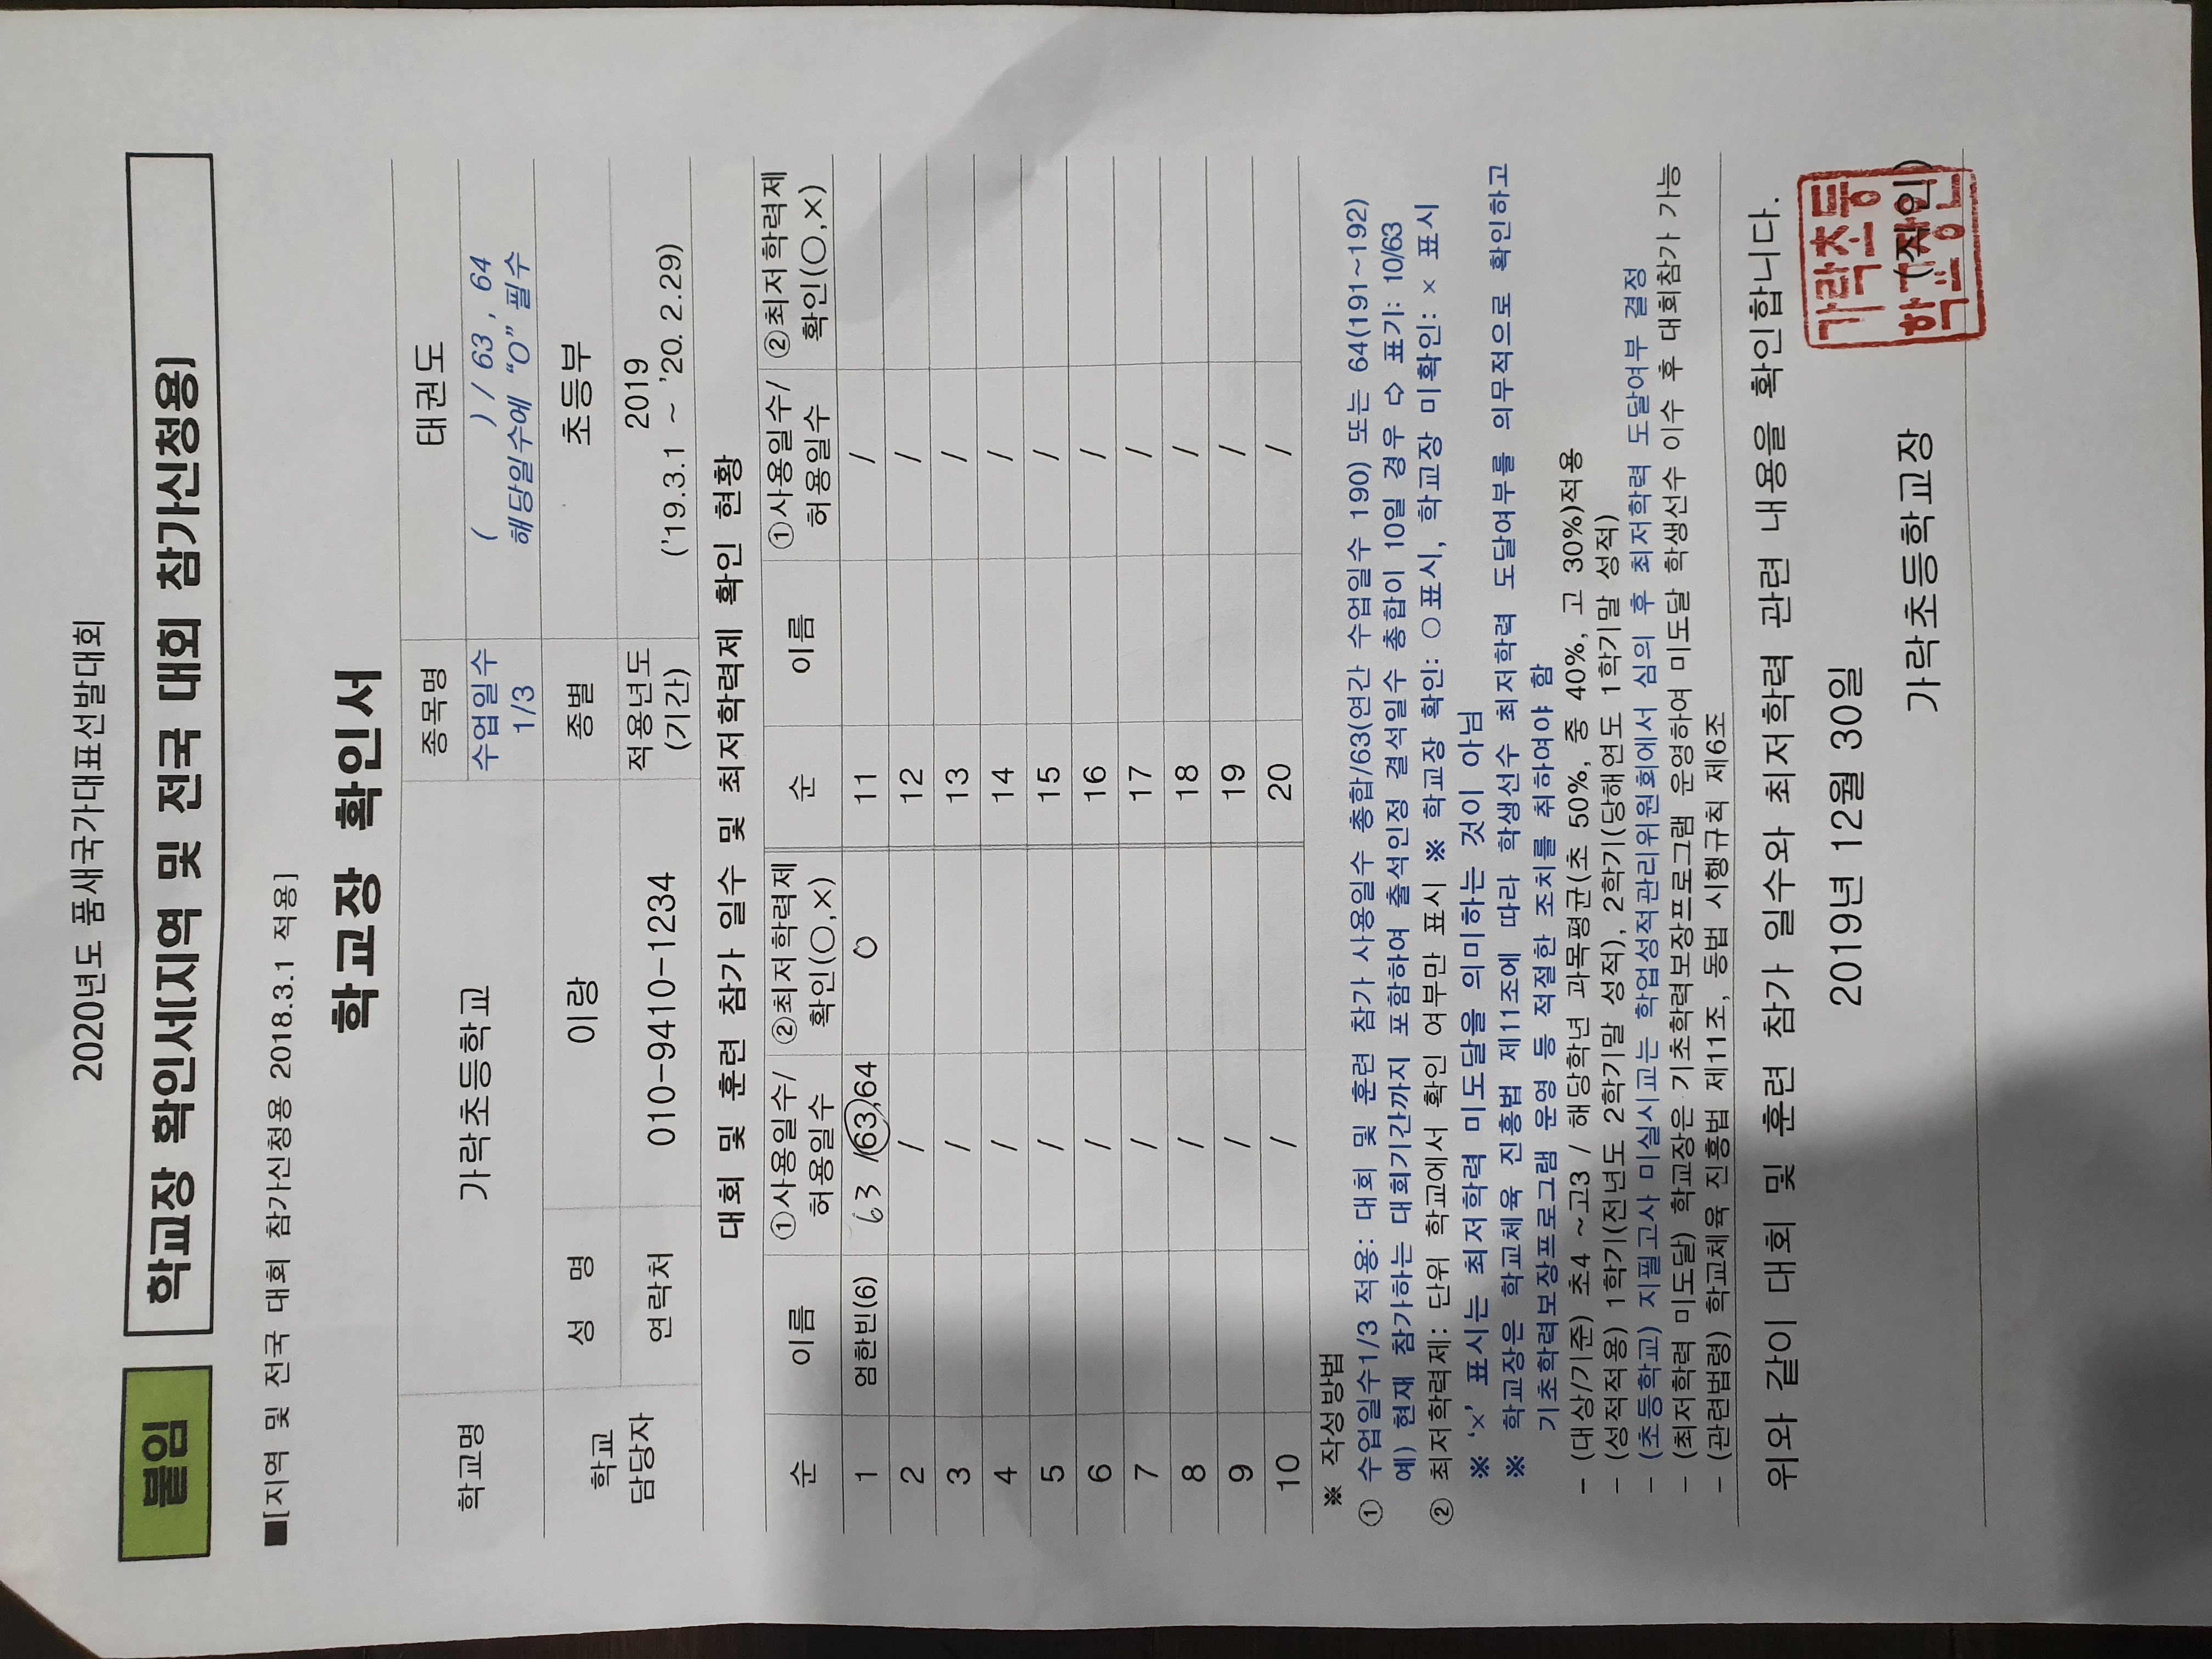 2020년도 품새국가대표선발대회
붙임 학교장 확인서(지역 및 전국 대회 참가신청용)
■[지역 및 전국 대회 참가신청용 2018.3.1 적용]
학교장 확인서
학교명 가락초등학교 종목명 태권도
수업일수 1/3 ( ) / 63 , 64
해당일수에 "O" 필수
학교 담당자 성 명 이랑 종별 초등부
연락처 010-9410-1234 적용년도 (기간) 2019
('19.3.1 ~ '20. 2.29)
대회 및 훈련 참가 일수 및 최저학력제 확인 현황
순 이름 ①사용일수/허용일수 ②최저학력제 확인(○,×) 순 이름 ①사용일수/허용일수 ②최저학력제 확인(○,×)
1 엄한빈(6) 63 /63,64 O 11 /
2 / 12 /
3 / 13 /
4 / 14 /
5 / 15 /
6 / 16 /
7 / 17 /
8 / 18 /
9 / 19 /
10 / 20 /
※ 작성방법
① 수업일수1/3 적용: 대회 및 훈련 참가 사용일수 총합/63(연간 수업일수 190) 또는 64(191~192)
예) 현재 참가하는 대회기간까지 포함하여 출석인정 결석일수 총합이 10일 경우 ⇨ 표기: 10/63
② 최저학력제: 단위 학교에서 확인 여부만 표시 ※ 학교장 확인: ○표시, 학교장 미확인: × 표시
※ '×' 표시는 최저학력 미도달을 의미하는 것이 아님
※ 학교장은 학교체육 진흥법 제11조에 따라 학생선수 최저학력 도달여부를 의무적으로 확인하고
기초학력보장프로그램 운영 등 적절한 조치를 취하여야 함
- (대상/기준) 초4 ~고3 / 해당학년 과목평균(초 50%, 중 40%, 고 30%)적용
- (성적적용) 1학기(전년도 2학기말 성적), 2학기(당해연도 1학기말 성적)
- (초등학교) 지필고사 미실시교는 학업성적관리위원회에서 심의 후 최저학력 도달여부 결정
- (최저학력 미도달) 학교장은 기초학력보장프로그램 운영하여 미도달 학생선수 이수 후 대회참가 가능
- (관련법령) 학교체육 진흥법 제11조, 동법 시행규칙 제6조
위와 같이 대회 및 훈련 참가 일수와 최저학력 관련 내용을 확인합니다.
2019년 12월 30일
가락초등학교장 (직인)
가락초등
학교장인